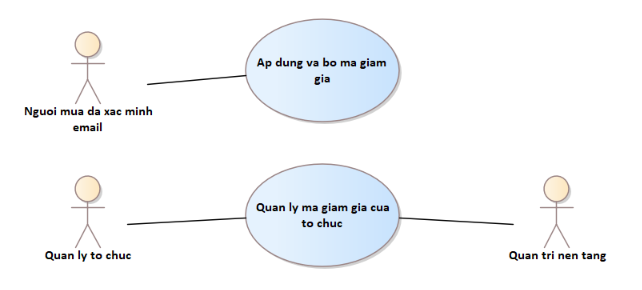 Ap dung va bo ma giam
gia
Nguoi mua da xac minh
email
Quan ly ma giam gia cua
to chuc
Quan ly to chuc
Quan tri nen tang